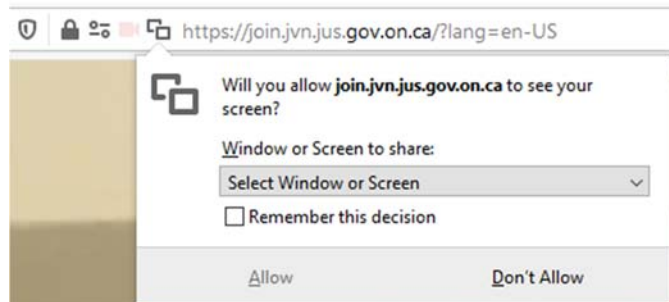 https://join.jvn.jus.gov.on.ca/?lang=en-US
Will you allow join.jvn.jus.gov.on.ca to see your
screen?
Window or Screen to share:
Select Window or Screen
Remember this decision
Allow Don't Allow